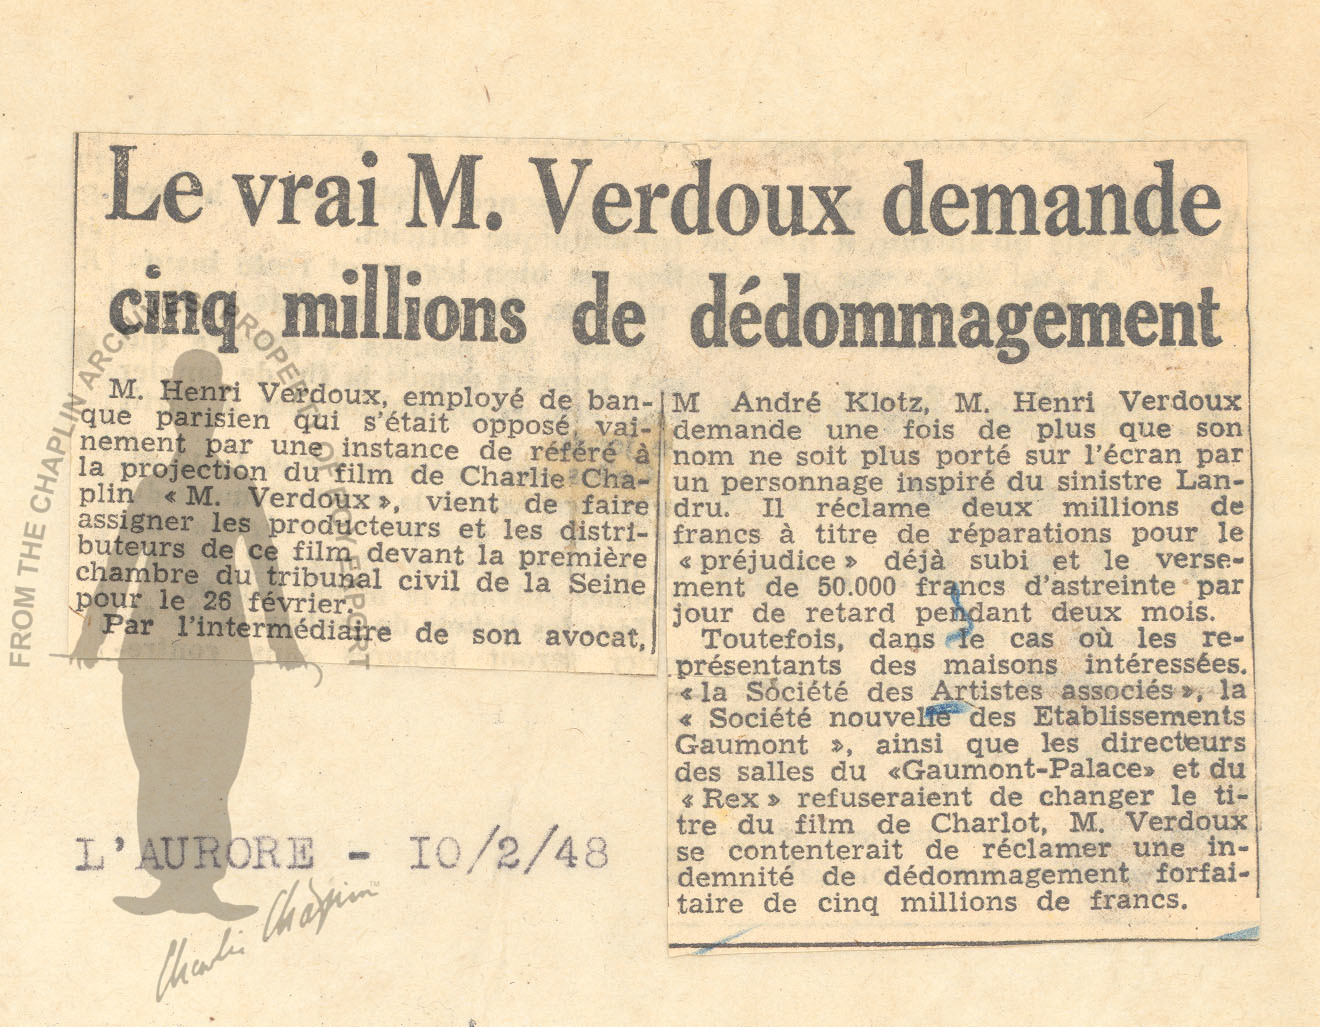 Le vrai M. Verdoux demande
cinq millions de dédommagement
M. Henri Verdoux, employé de ban-
que parisien qui s'était opposé, vai-
nement par une instance de référé à
la projection du film de Charlie Cha-
plin « M. Verdoux », vient de faire
assigner les producteurs et les distri-
buteurs de ce film devant la première
chambre du tribunal civil de la Seine
pour le 26 février.
Par l'intermédiaire de son avocat,
M André Klotz, M. Henri Verdoux
demande une fois de plus que son
nom ne soit plus porté sur l'écran par
un personnage inspiré du sinistre Lan-
dru. Il réclame deux millions de
francs à titre de réparations pour le
« préjudice » déjà subi et le verse-
ment de 50.000 francs d'astreinte par
jour de retard pendant deux mois.
Toutefois, dans le cas où les re-
présentants des maisons intéressées.
« la Société des Artistes associés », la
« Société nouvelle des Etablissements
Gaumont », ainsi que les directeurs
des salles du «Gaumont-Palace» et du
« Rex » refuseraient de changer le ti-
tre du film de Charlot, M. Verdoux
se contenterait de réclamer une in-
demnité de dédommagement forfai-
taire de cinq millions de francs.
L'AURORE - IO/2/48
FROM THE CHAPLIN ARCHIVES PROPERTY OF ROY EXPORT
Charlie Chaplin™